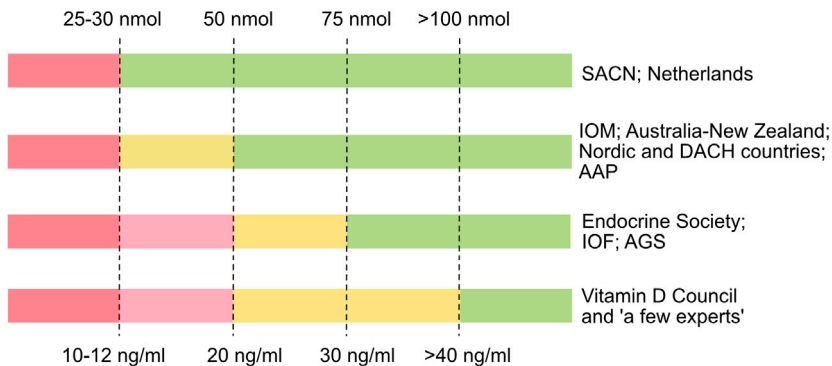 25-30 nmol 50 nmol 75 nmol >100 nmol
SACN; Netherlands
IOM; Australia-New Zealand;
Nordic and DACH countries;
AAP
Endocrine Society;
IOF; AGS
Vitamin D Council
and 'a few experts'
10-12 ng/ml 20 ng/ml 30 ng/ml >40 ng/ml